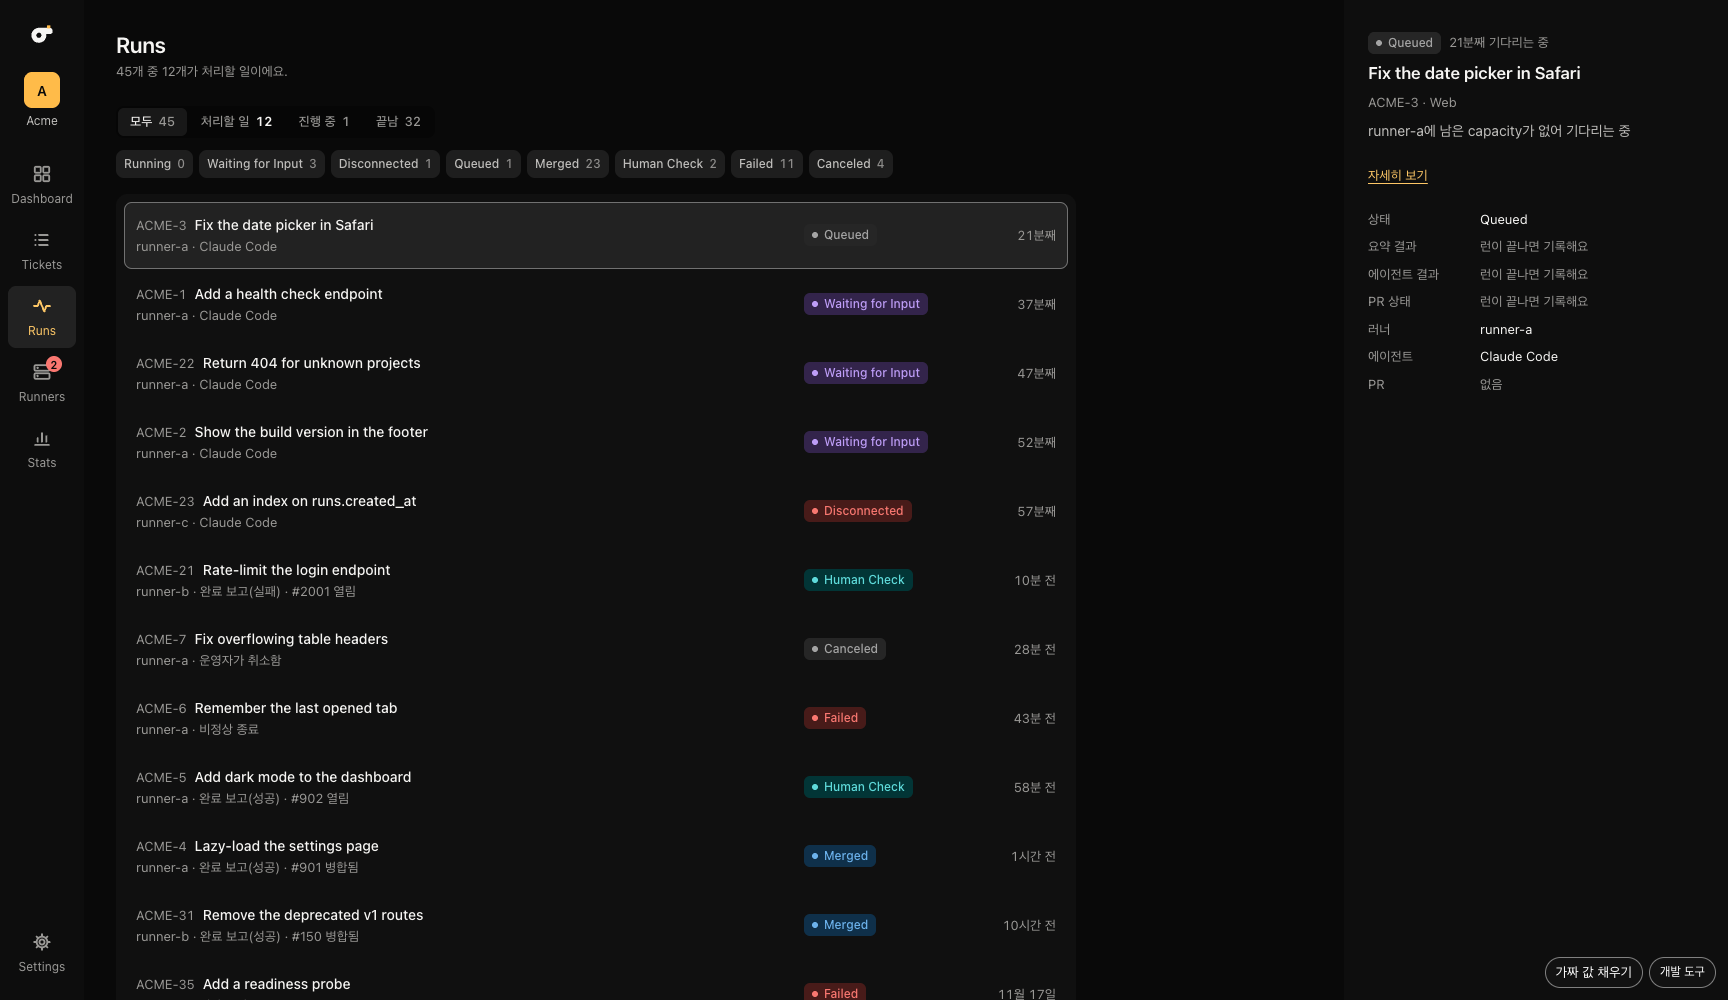 A
Acme
Dashboard
Tickets
Runs
2
Runners
Stats
Settings
Runs
45개 중 12개가 처리할 일이에요.
모두 45
처리할 일 12
진행 중 1
끝남 32
Running 0
Waiting for Input 3
Disconnected 1
Queued 1
Merged 23
Human Check 2
Failed 11
Canceled 4
ACME-3 Fix the date picker in Safari
runner-a · Claude Code
Queued
21분째
ACME-1 Add a health check endpoint
runner-a · Claude Code
Waiting for Input
37분째
ACME-22 Return 404 for unknown projects
runner-a · Claude Code
Waiting for Input
47분째
ACME-2 Show the build version in the footer
runner-a · Claude Code
Waiting for Input
52분째
ACME-23 Add an index on runs.created_at
runner-c · Claude Code
Disconnected
57분째
ACME-21 Rate-limit the login endpoint
runner-b · 완료 보고(실패) · #2001 열림
Human Check
10분 전
ACME-7 Fix overflowing table headers
runner-a · 운영자가 취소함
Canceled
28분 전
ACME-6 Remember the last opened tab
runner-a · 비정상 종료
Failed
43분 전
ACME-5 Add dark mode to the dashboard
runner-a · 완료 보고(성공) · #902 열림
Human Check
58분 전
ACME-4 Lazy-load the settings page
runner-a · 완료 보고(성공) · #901 병합됨
Merged
1시간 전
ACME-31 Remove the deprecated v1 routes
runner-b · 완료 보고(성공) · #150 병합됨
Merged
10시간 전
ACME-35 Add a readiness probe
Failed
11월 17일
Queued 21분째 기다리는 중
Fix the date picker in Safari
ACME-3 · Web
runner-a에 남은 capacity가 없어 기다리는 중
자세히 보기
상태 Queued
요약 결과 런이 끝나면 기록해요
에이전트 결과 런이 끝나면 기록해요
PR 상태 런이 끝나면 기록해요
러너 runner-a
에이전트 Claude Code
PR 없음
가짜 값 채우기
개발 도구